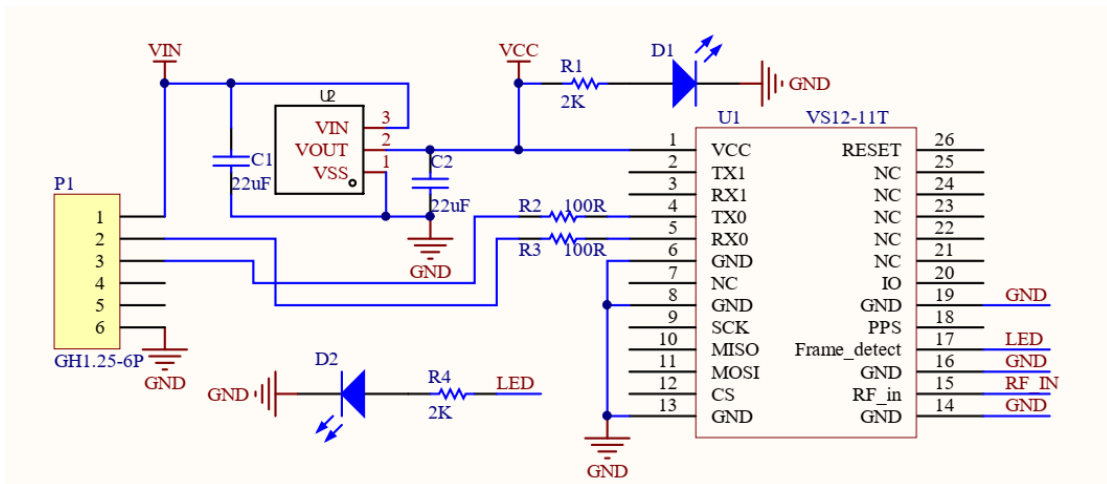 VIN
VCC
D1
R1
GND
2K
U2
U1
VS12-11T
VIN
3
VOUT
2
VSS
1
C1
22uF
C2
22uF
GND
P1
1
2
3
4
5
6
GH1.25-6P
GND
R2
100R
R3
100R
1
VCC
2
TX1
3
RX1
4
TX0
5
RX0
6
GND
7
NC
8
GND
9
SCK
10
MISO
11
MOSI
12
CS
13
GND
RESET
26
NC
25
NC
24
NC
23
NC
22
NC
21
IO
20
GND
19
GND
PPS
18
Frame_detect
17
LED
GND
16
GND
RF_in
15
RF_IN
GND
14
GND
D2
GND
R4
2K
LED
GND